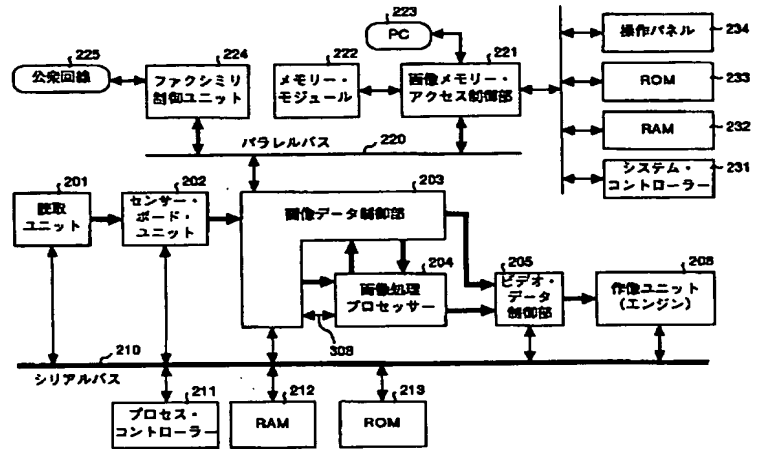 223
PC
225
公衆回線
224
ファクシミリ
制御ユニット
222
メモリー・
モジュール
221
画像メモリー・
アクセス制御部
操作パネル
234
ROM
233
RAM
232
システム・
コントローラー
231
パラレルバス
220
201
読取
ユニット
202
センサー・
ボード・
ユニット
203
画像データ制御部
204
画像処理
プロセッサー
308
205
ビデオ・
データ
制御部
206
作像ユニット
(エンジン)
210
シリアルバス
211
プロセス・
コントローラー
212
RAM
213
ROM